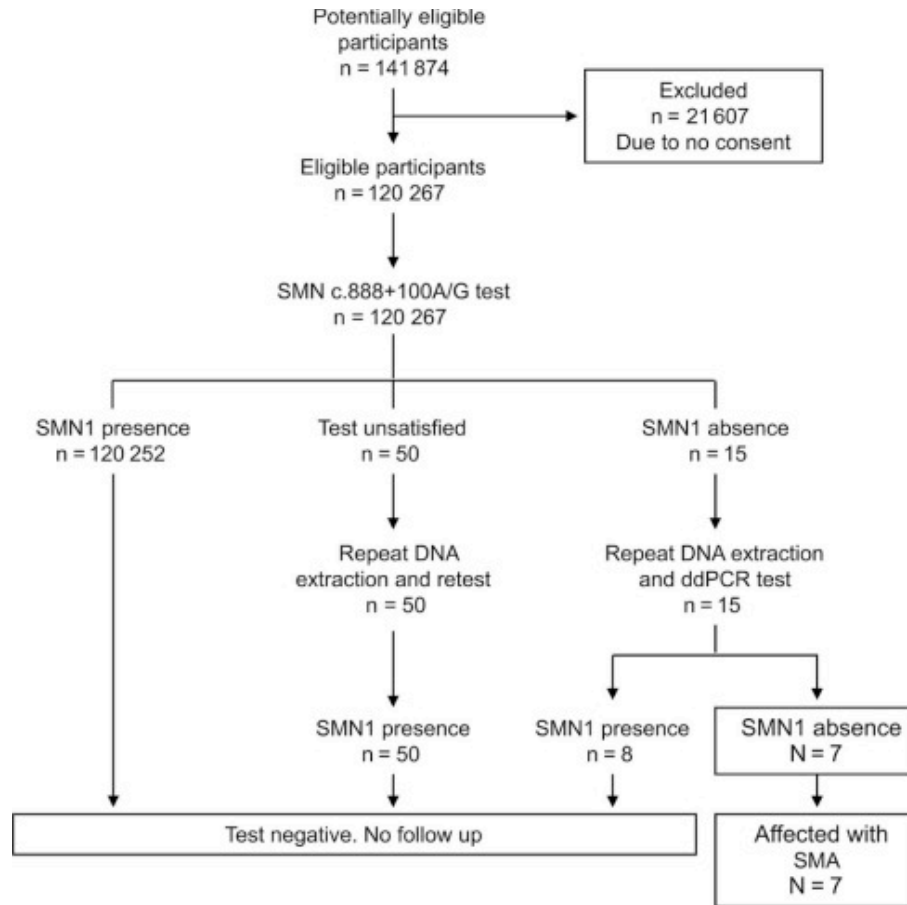 Potentially eligible
participants
n = 141 874
Excluded
n = 21 607
Due to no consent
Eligible participants
n = 120 267
SMN c.888+100A/G test
n = 120 267
SMN1 presence
n = 120 252
Test unsatisfied
n = 50
SMN1 absence
n = 15
Repeat DNA
extraction and retest
n = 50
Repeat DNA extraction
and ddPCR test
n = 15
SMN1 presence
n = 50
SMN1 presence
n = 8
SMN1 absence
N = 7
Test negative. No follow up
Affected with
SMA
N = 7